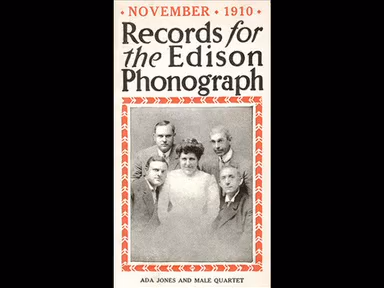 • NOVEMBER • 1910 •
Records for
the Edison
Phonograph
ADA JONES AND MALE QUARTET